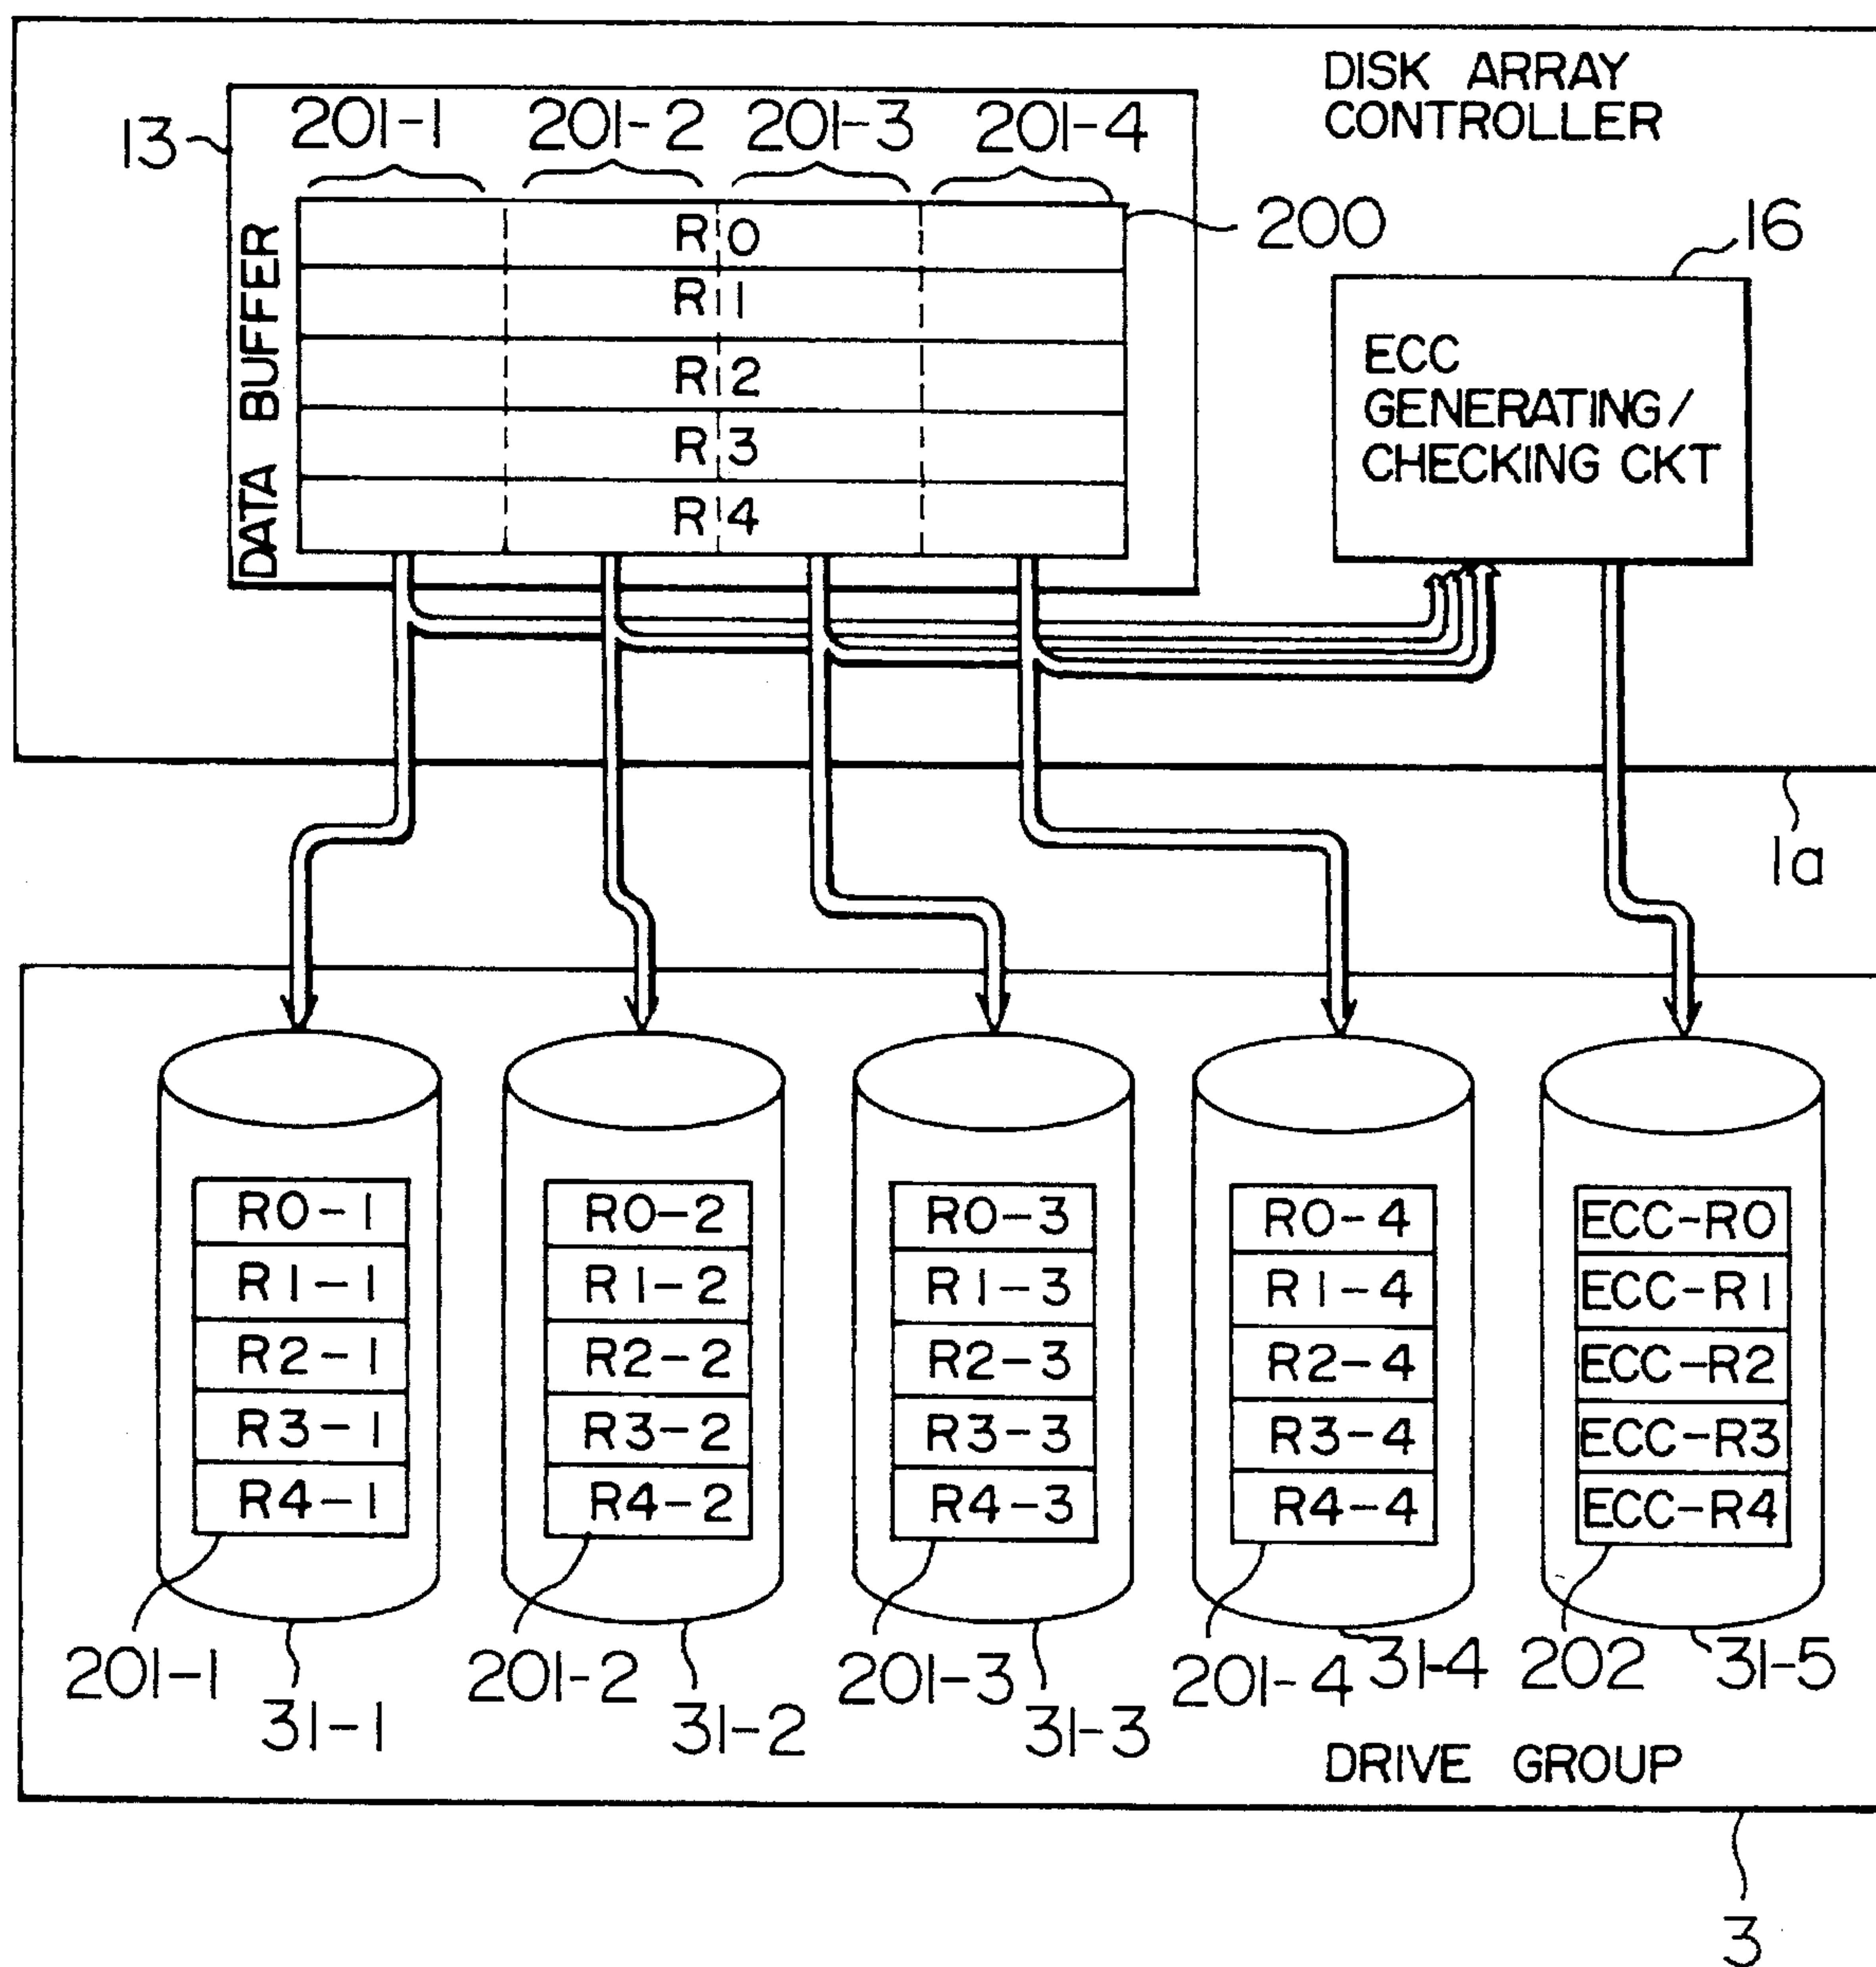 DISK ARRAY
CONTROLLER
13
201-1 201-2 201-3 201-4
200
DATA BUFFER
R0
R1
R2
R3
R4
16
ECC
GENERATING/
CHECKING CKT
1a
R0-1 R0-2 R0-3 R0-4 ECC-R0
R1-1 R1-2 R1-3 R1-4 ECC-R1
R2-1 R2-2 R2-3 R2-4 ECC-R2
R3-1 R3-2 R3-3 R3-4 ECC-R3
R4-1 R4-2 R4-3 R4-4 ECC-R4
201-1 201-2 201-3 201-4 202
31-1 31-2 31-3 31-4 31-5
DRIVE GROUP
3